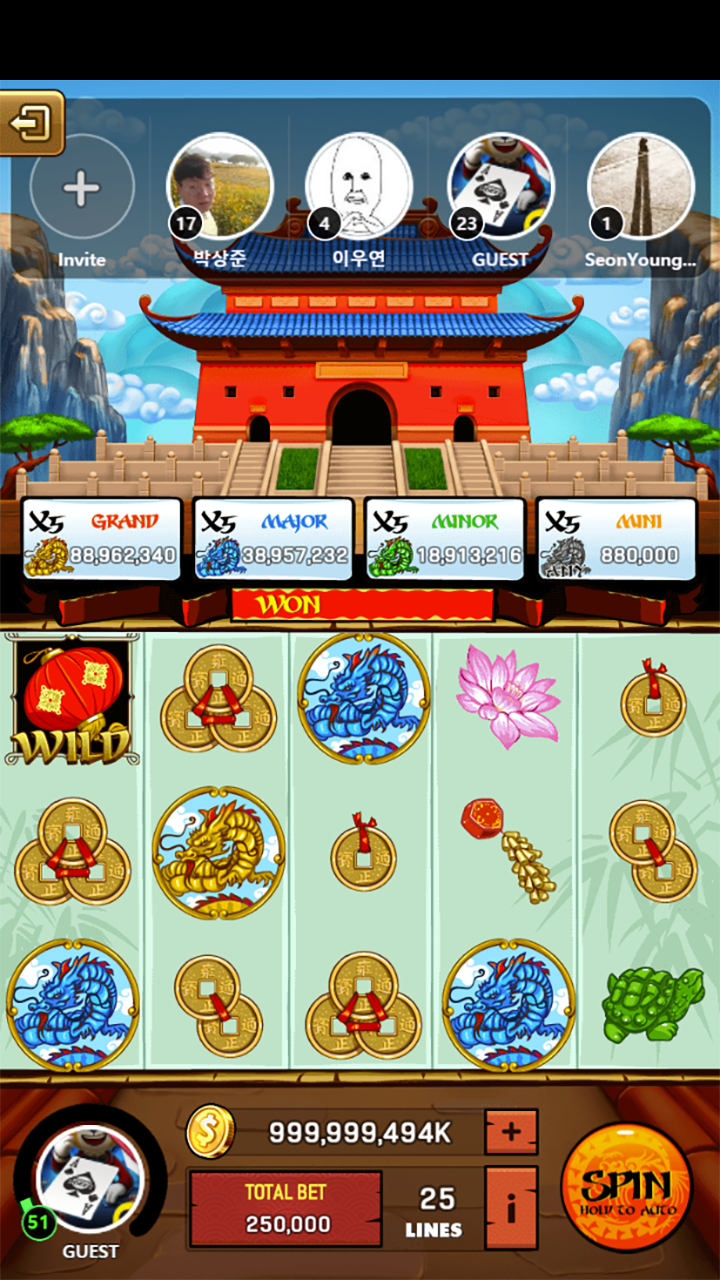 17
4
23
1
Invite
박상준
이우연
GUEST
SeonYoung...
X5 GRAND
88,962,340
X5 MAJOR
38,957,232
X5 MINOR
18,913,216
X5 MINI
ANY 880,000
WON
WILD
999,999,494K
+
TOTAL BET
250,000
25
LINES
i
SPIN
HOLD TO AUTO
51
GUEST